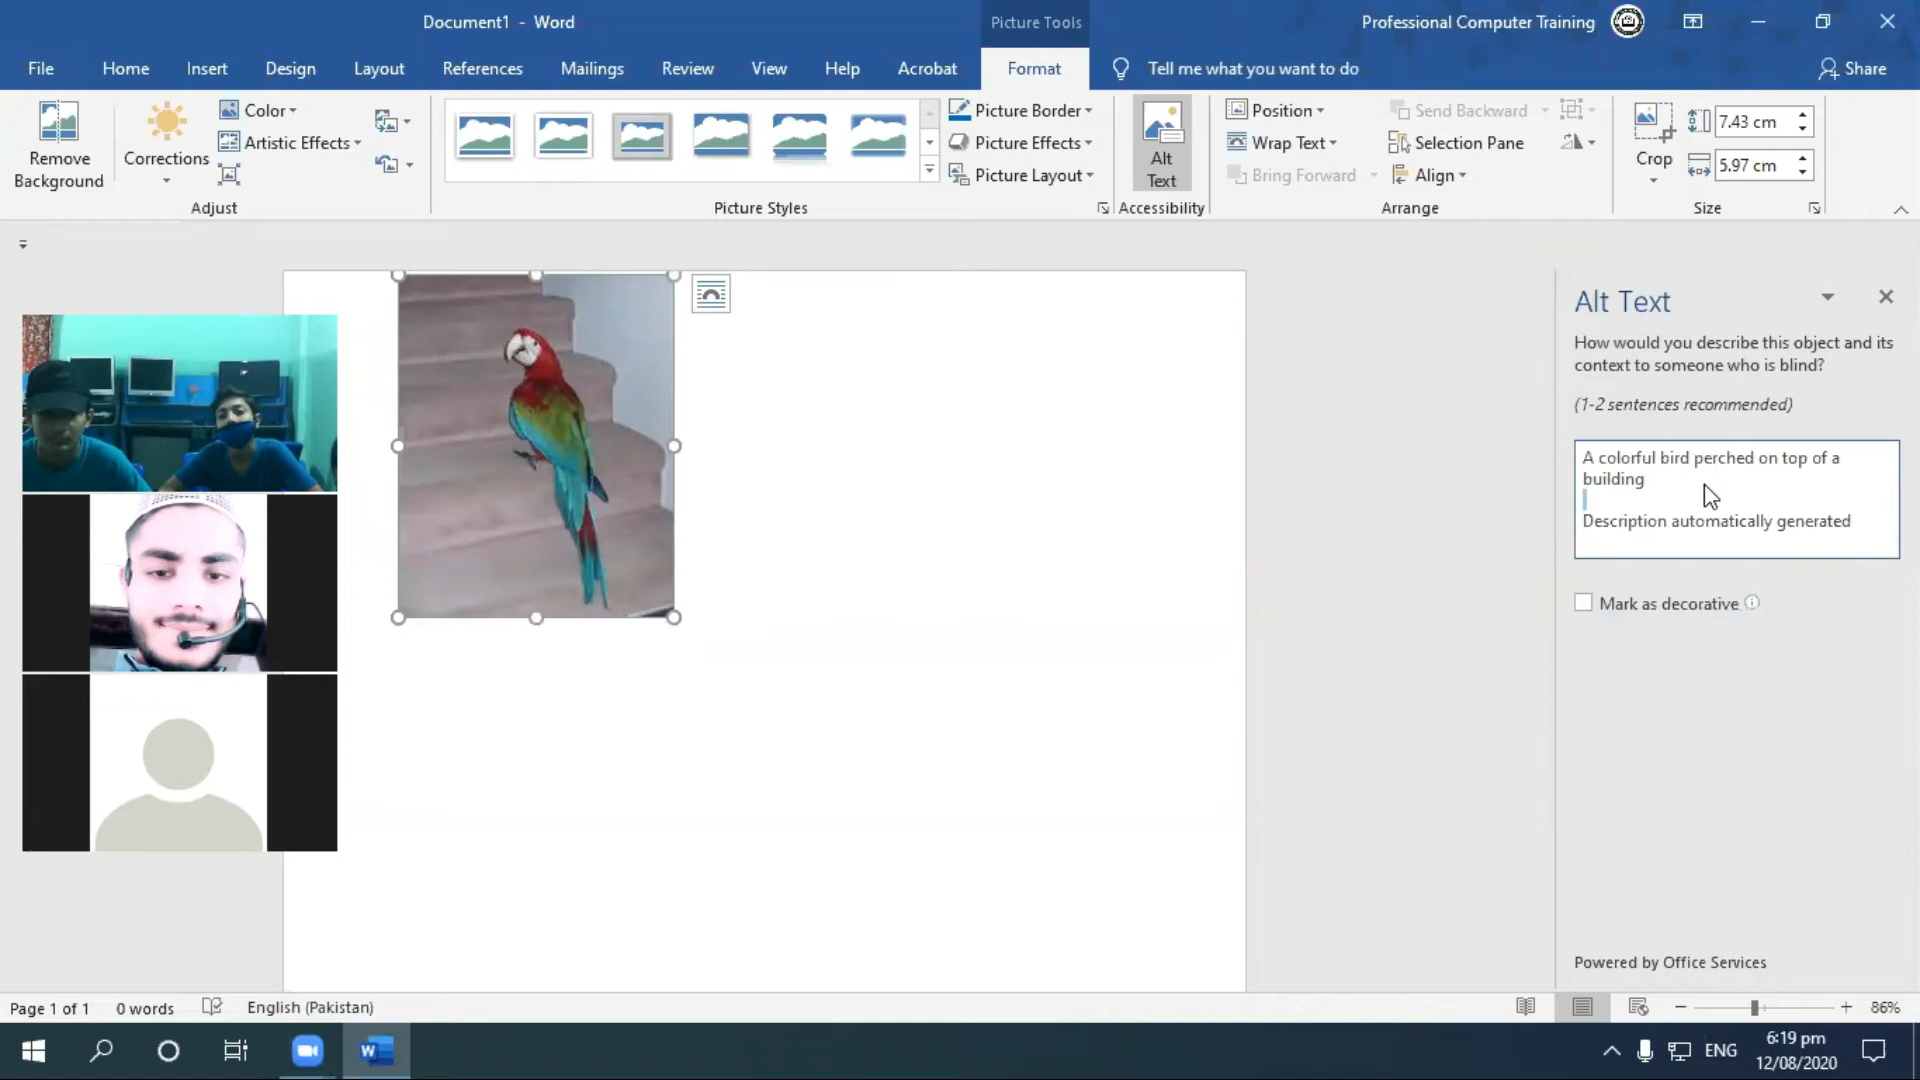 Document1 - Word
Picture Tools
Professional Computer Training
File
Home
Insert
Design
Layout
References
Mailings
Review
View
Help
Acrobat
Format
Tell me what you want to do
Share
Remove
Background
Corrections
Color
Artistic Effects
Adjust
Picture Styles
Picture Border
Picture Effects
Picture Layout
Alt
Text
Accessibility
Position
Wrap Text
Bring Forward
Send Backward
Selection Pane
Align
Arrange
Crop
7.43 cm
5.97 cm
Size
Alt Text
How would you describe this object and its
context to someone who is blind?
(1-2 sentences recommended)
A colorful bird perched on top of a
building
Description automatically generated
Mark as decorative
Powered by Office Services
Page 1 of 1
0 words
English (Pakistan)
86%
ENG
6:19 pm
12/08/2020